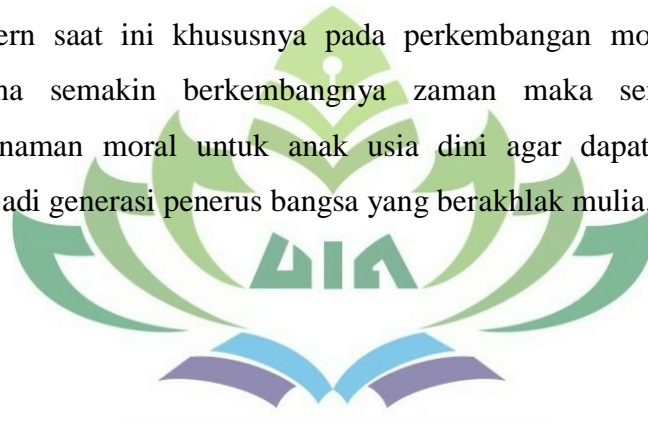 ern saat ini khususnya pada perkembangan mo
na semakin berkembangnya zaman maka se
naman moral untuk anak usia dini agar dapat
adi generasi penerus bangsa yang berakhlak mulia.
UIN